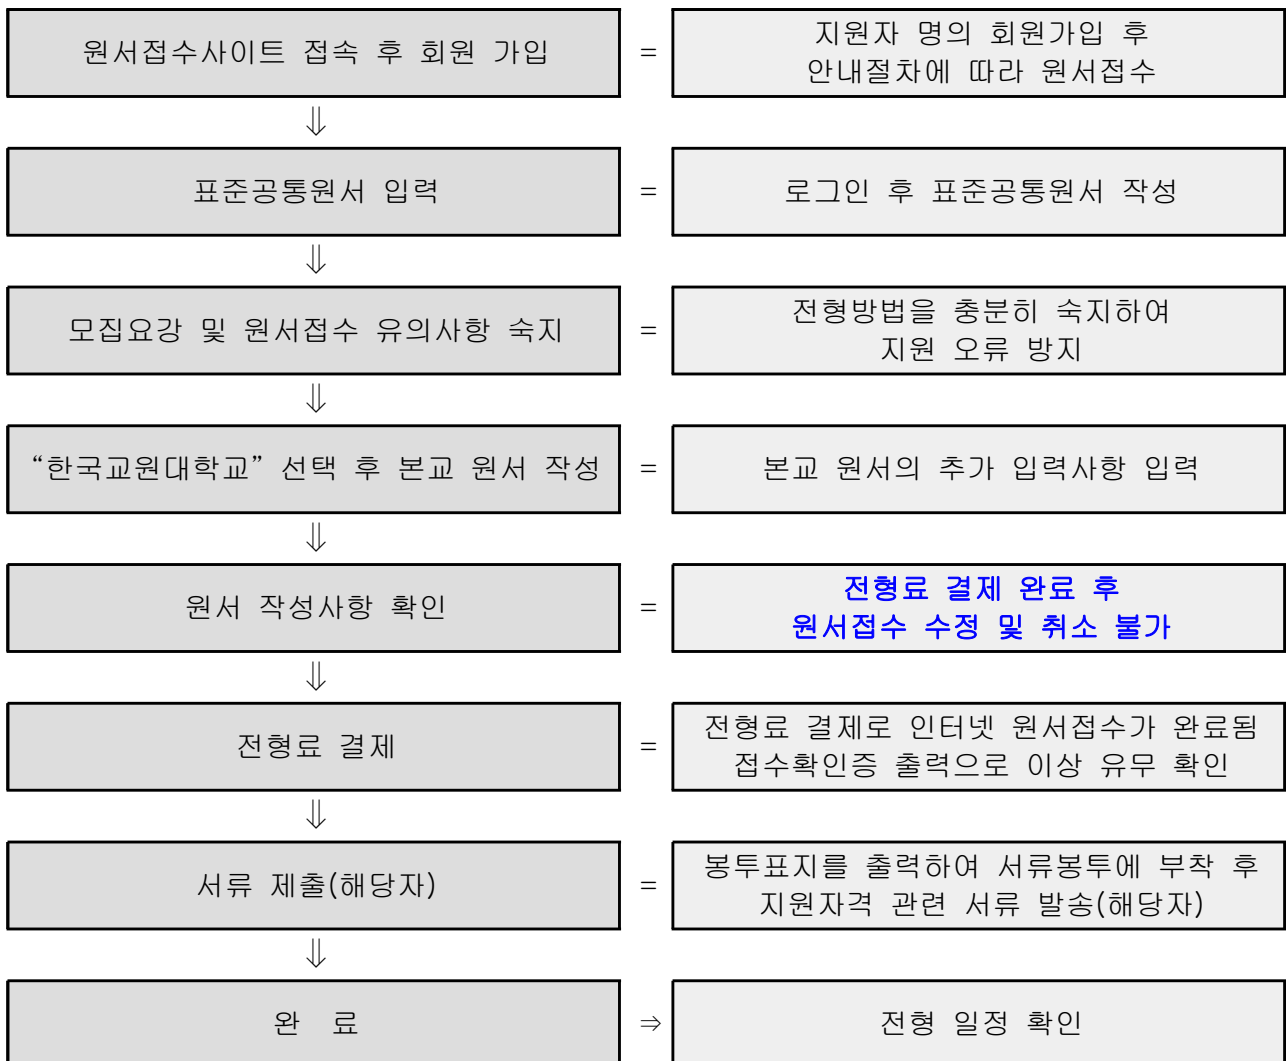 원서접수사이트 접속 후 회원 가입
=
지원자 명의 회원가입 후
안내절차에 따라 원서접수
⇓
표준공통원서 입력
=
로그인 후 표준공통원서 작성
⇓
모집요강 및 원서접수 유의사항 숙지
=
전형방법을 충분히 숙지하여
지원 오류 방지
⇓
“한국교원대학교” 선택 후 본교 원서 작성
=
본교 원서의 추가 입력사항 입력
⇓
원서 작성사항 확인
=
전형료 결제 완료 후
원서접수 수정 및 취소 불가
⇓
전형료 결제
=
전형료 결제로 인터넷 원서접수가 완료됨
접수확인증 출력으로 이상 유무 확인
⇓
서류 제출(해당자)
=
봉투표지를 출력하여 서류봉투에 부착 후
지원자격 관련 서류 발송(해당자)
⇓
완 료
⇒
전형 일정 확인